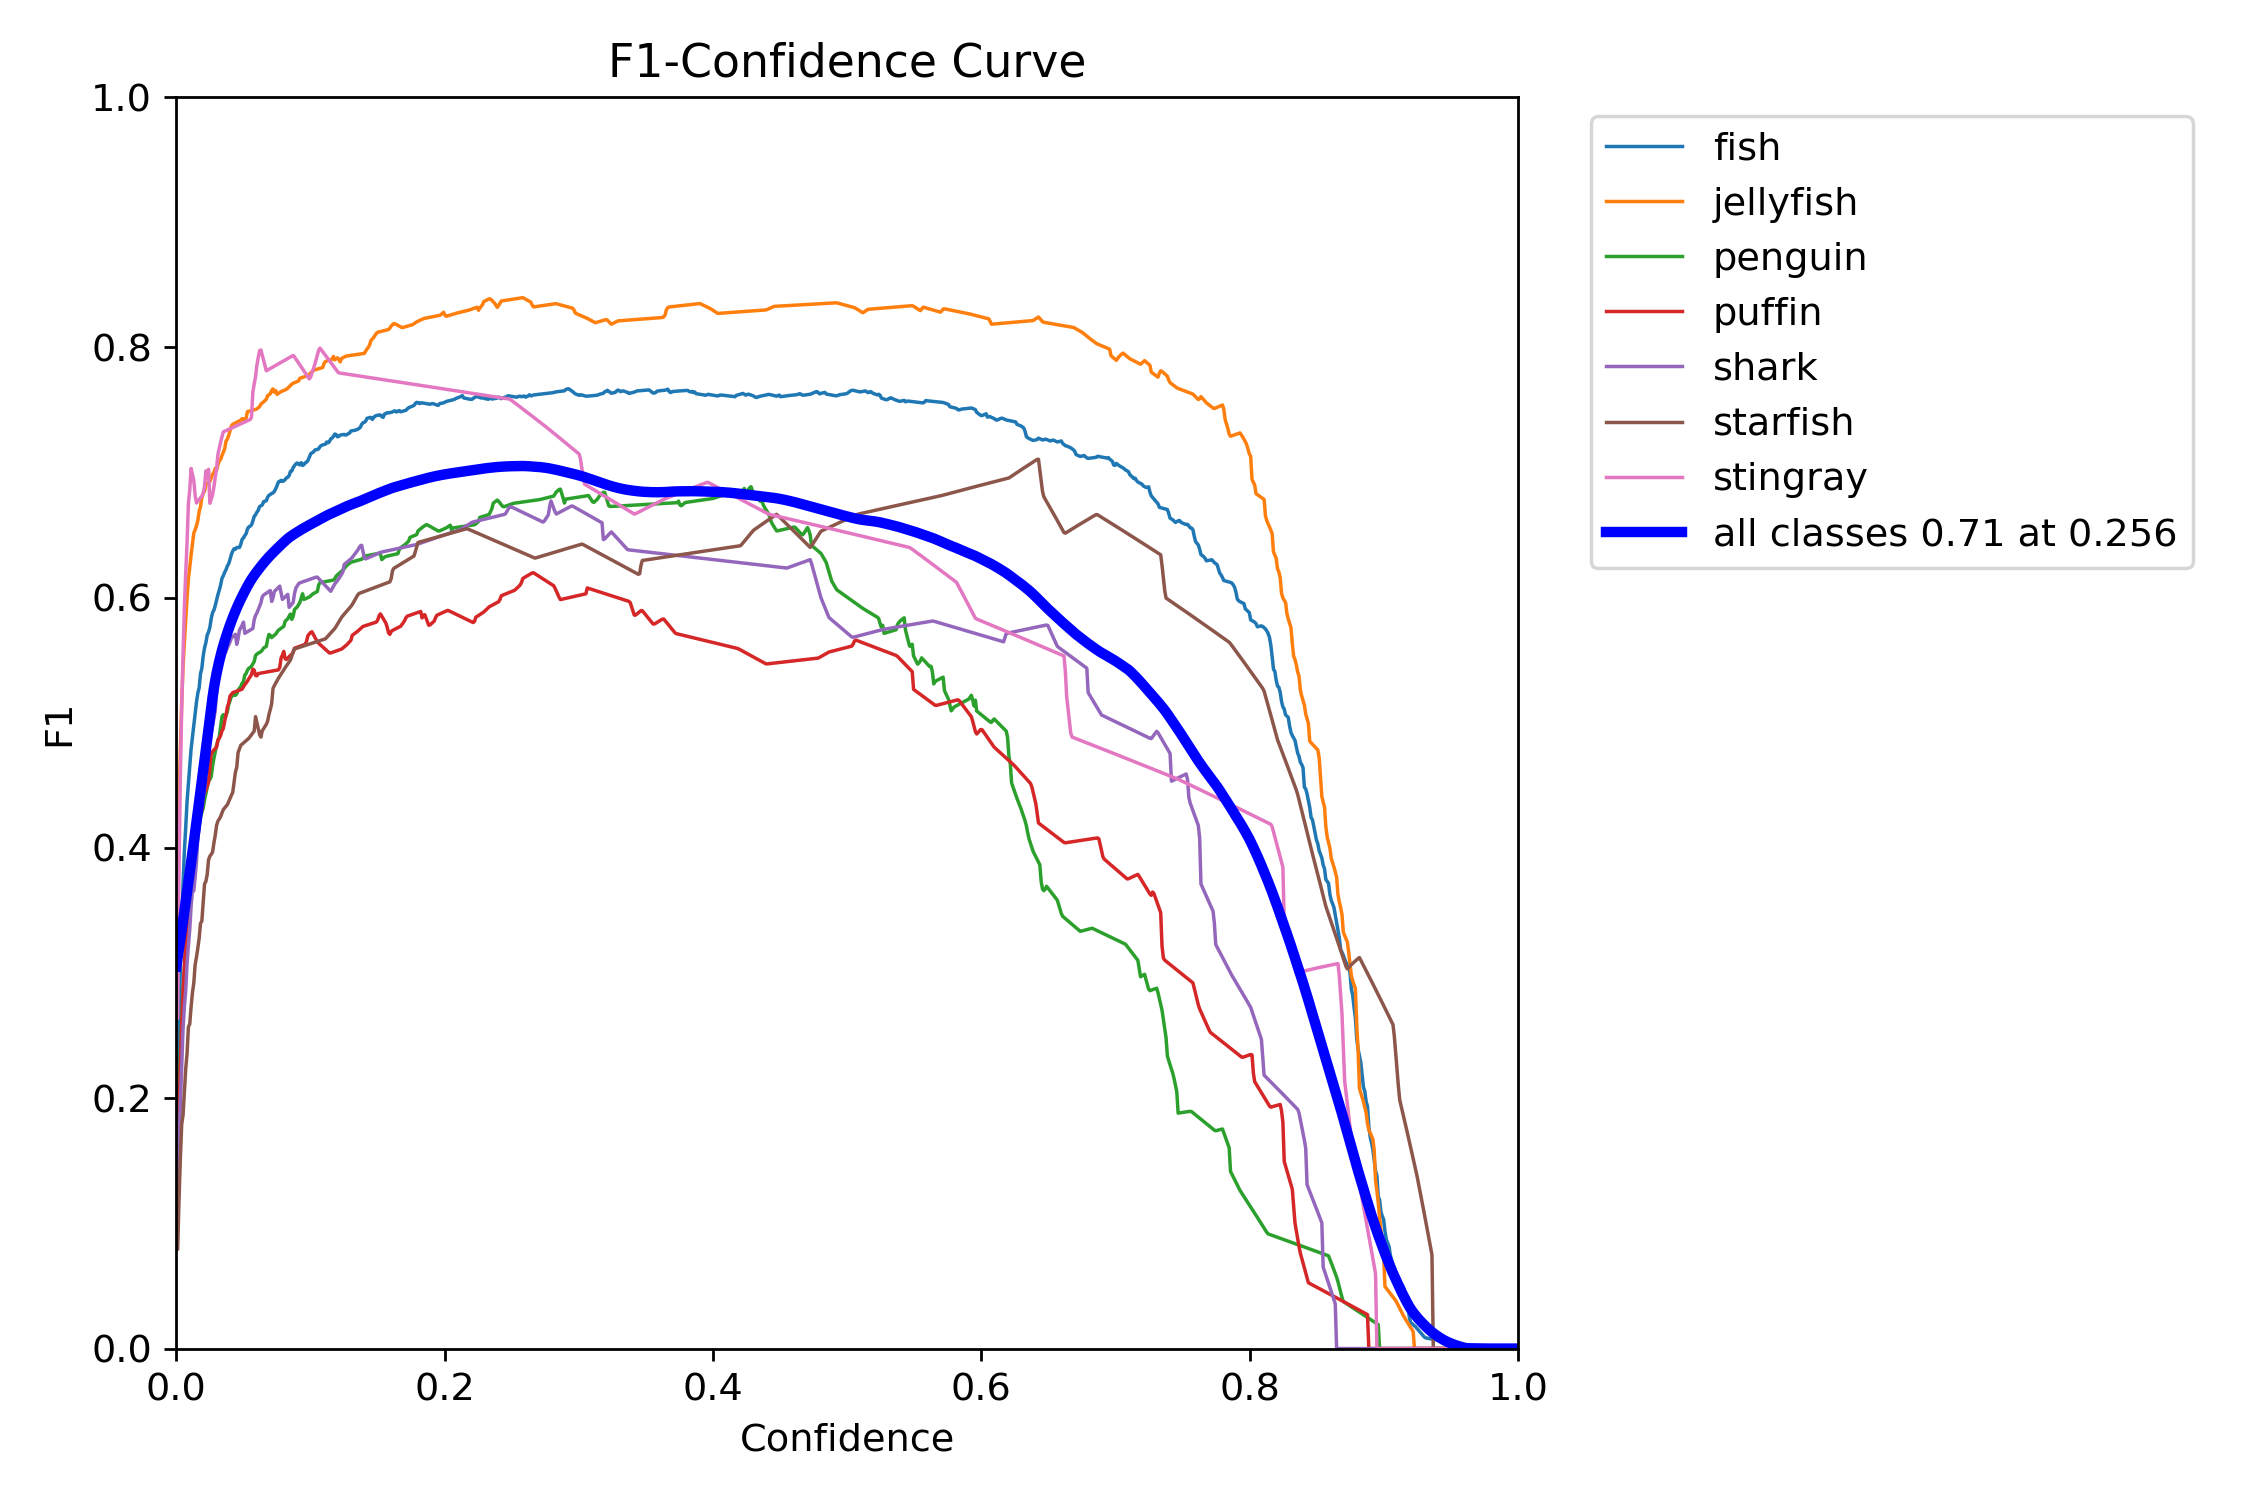 F1-Confidence Curve
1.0
0.8
0.6
0.4
0.2
0.0
F1
0.0 0.2 0.4 0.6 0.8 1.0
Confidence
fish
jellyfish
penguin
puffin
shark
starfish
stingray
all classes 0.71 at 0.256